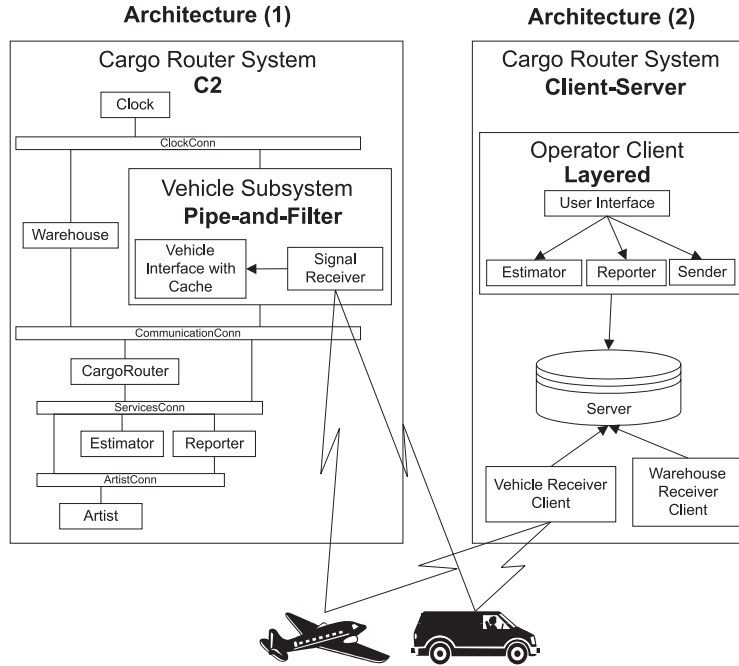 Architecture (1)
Cargo Router System
C2
Clock
ClockConn
Vehicle Subsystem
Pipe-and-Filter
Warehouse
Vehicle
Interface with
Cache
Signal
Receiver
CommunicationConn
CargoRouter
ServicesConn
Estimator
Reporter
ArtistConn
Artist
Architecture (2)
Cargo Router System
Client-Server
Operator Client
Layered
User Interface
Estimator
Reporter
Sender
Server
Vehicle Receiver
Client
Warehouse
Receiver
Client